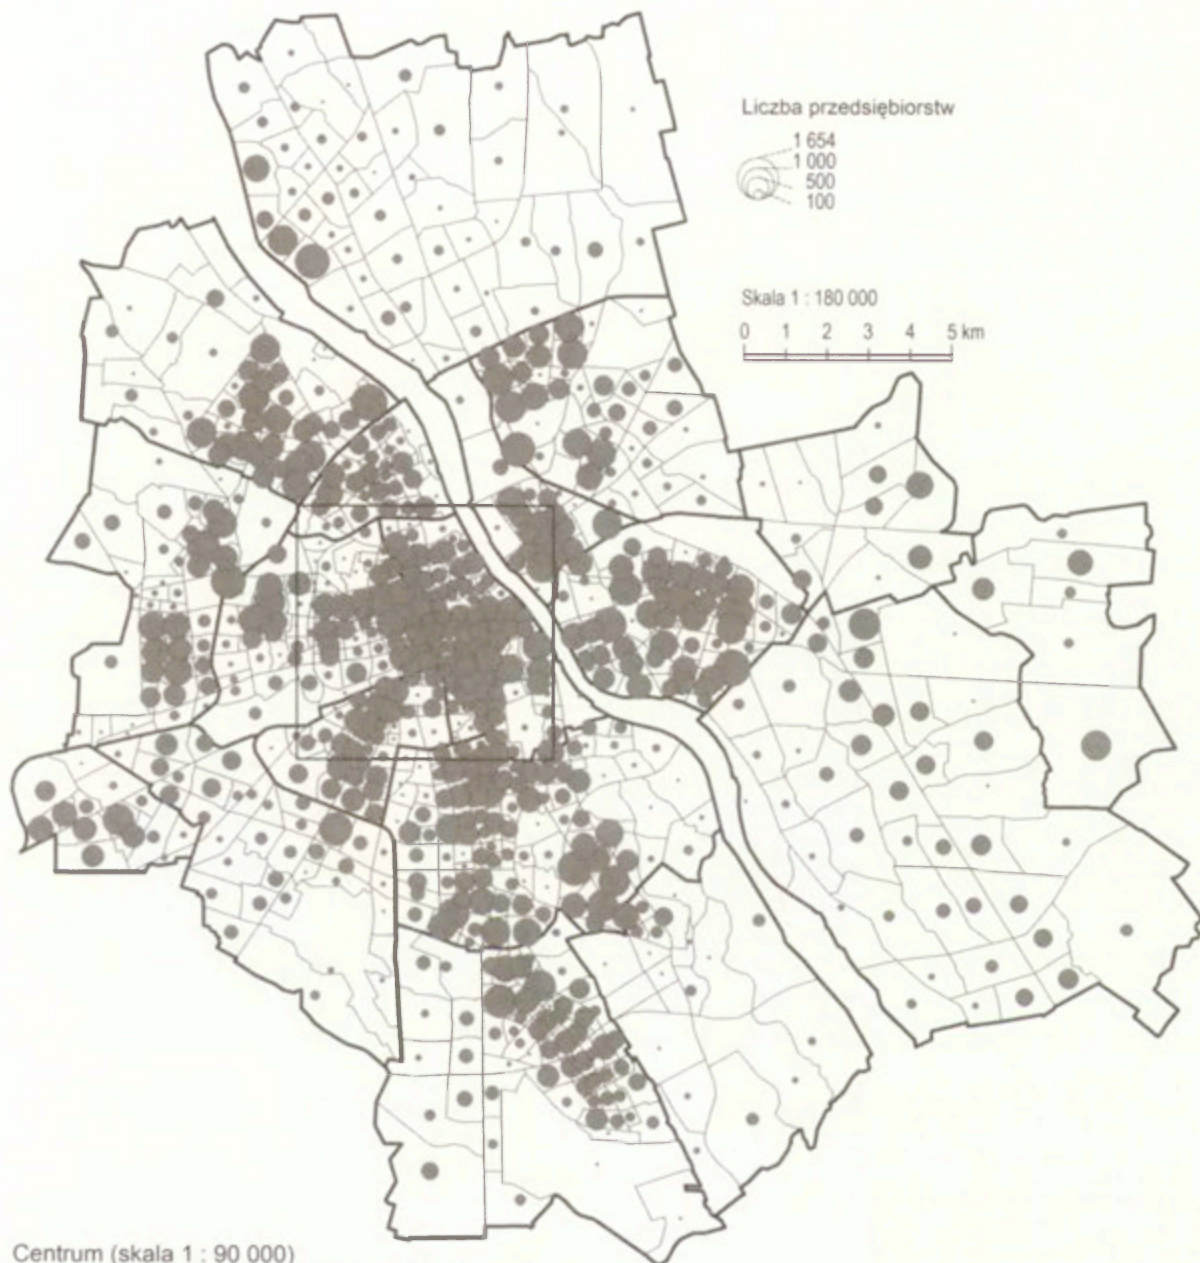 Liczba przedsiębiorstw
1 654
1 000
500
100
Skala 1 : 180 000
0 1 2 3 4 5 km
Centrum (skala 1 : 90 000)